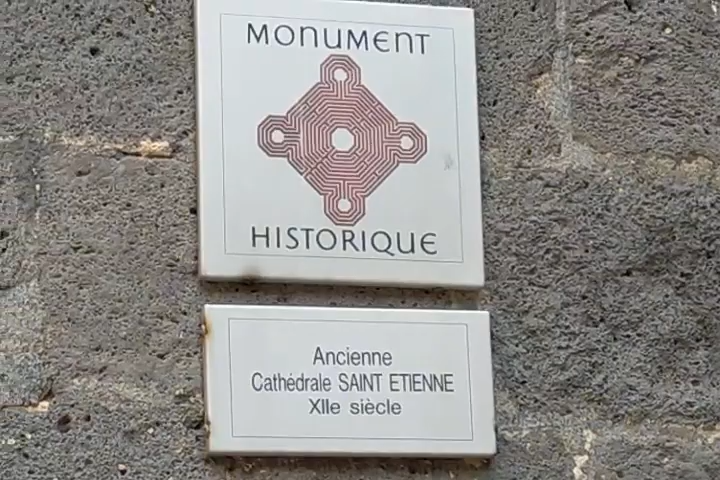 MONUMENT
HISTORIQUE
Ancienne
Cathédrale SAINT ETIENNE
XIIe siècle